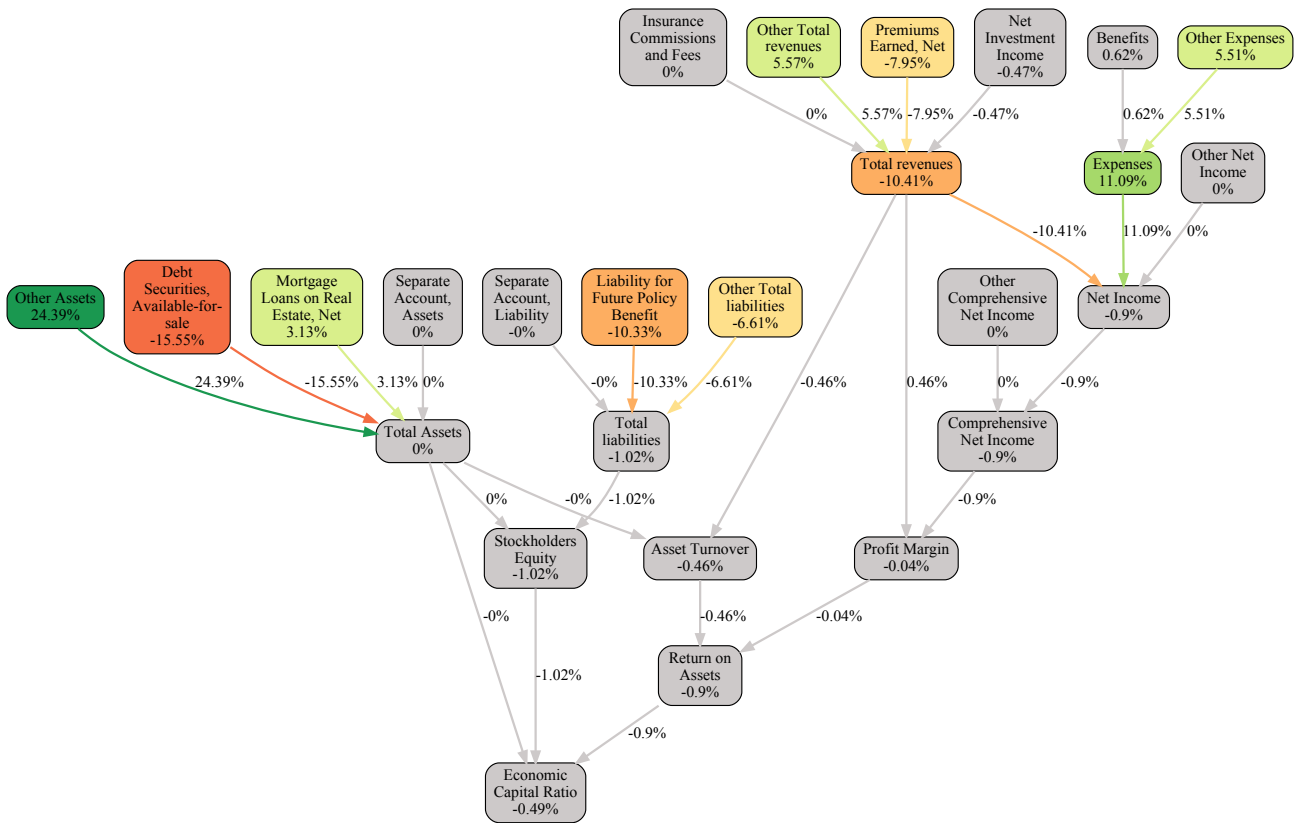 Insurance
Commissions
and Fees
0%
Other Total
revenues
5.57%
Premiums
Earned, Net
-7.95%
Net
Investment
Income
-0.47%
Benefits
0.62%
Other Expenses
5.51%
0%
5.57%
-7.95%
-0.47%
0.62%
5.51%
Total revenues
-10.41%
Expenses
11.09%
Other Net
Income
0%
-10.41%
11.09%
0%
Other Assets
24.39%
Debt
Securities,
Available-for-
sale
-15.55%
Mortgage
Loans on Real
Estate, Net
3.13%
Separate
Account,
Assets
0%
Separate
Account,
Liability
-0%
Liability for
Future Policy
Benefit
-10.33%
Other Total
liabilities
-6.61%
Other
Comprehensive
Net Income
0%
Net Income
-0.9%
24.39%
-15.55%
3.13%
0%
-0%
-10.33%
-6.61%
-0.46%
0.46%
0%
-0.9%
Total Assets
0%
Total
liabilities
-1.02%
Comprehensive
Net Income
-0.9%
0%
-1.02%
-0%
-0.9%
Stockholders
Equity
-1.02%
Asset Turnover
-0.46%
Profit Margin
-0.04%
-0%
-1.02%
-0.46%
-0.04%
Return on
Assets
-0.9%
-0.9%
Economic
Capital Ratio
-0.49%